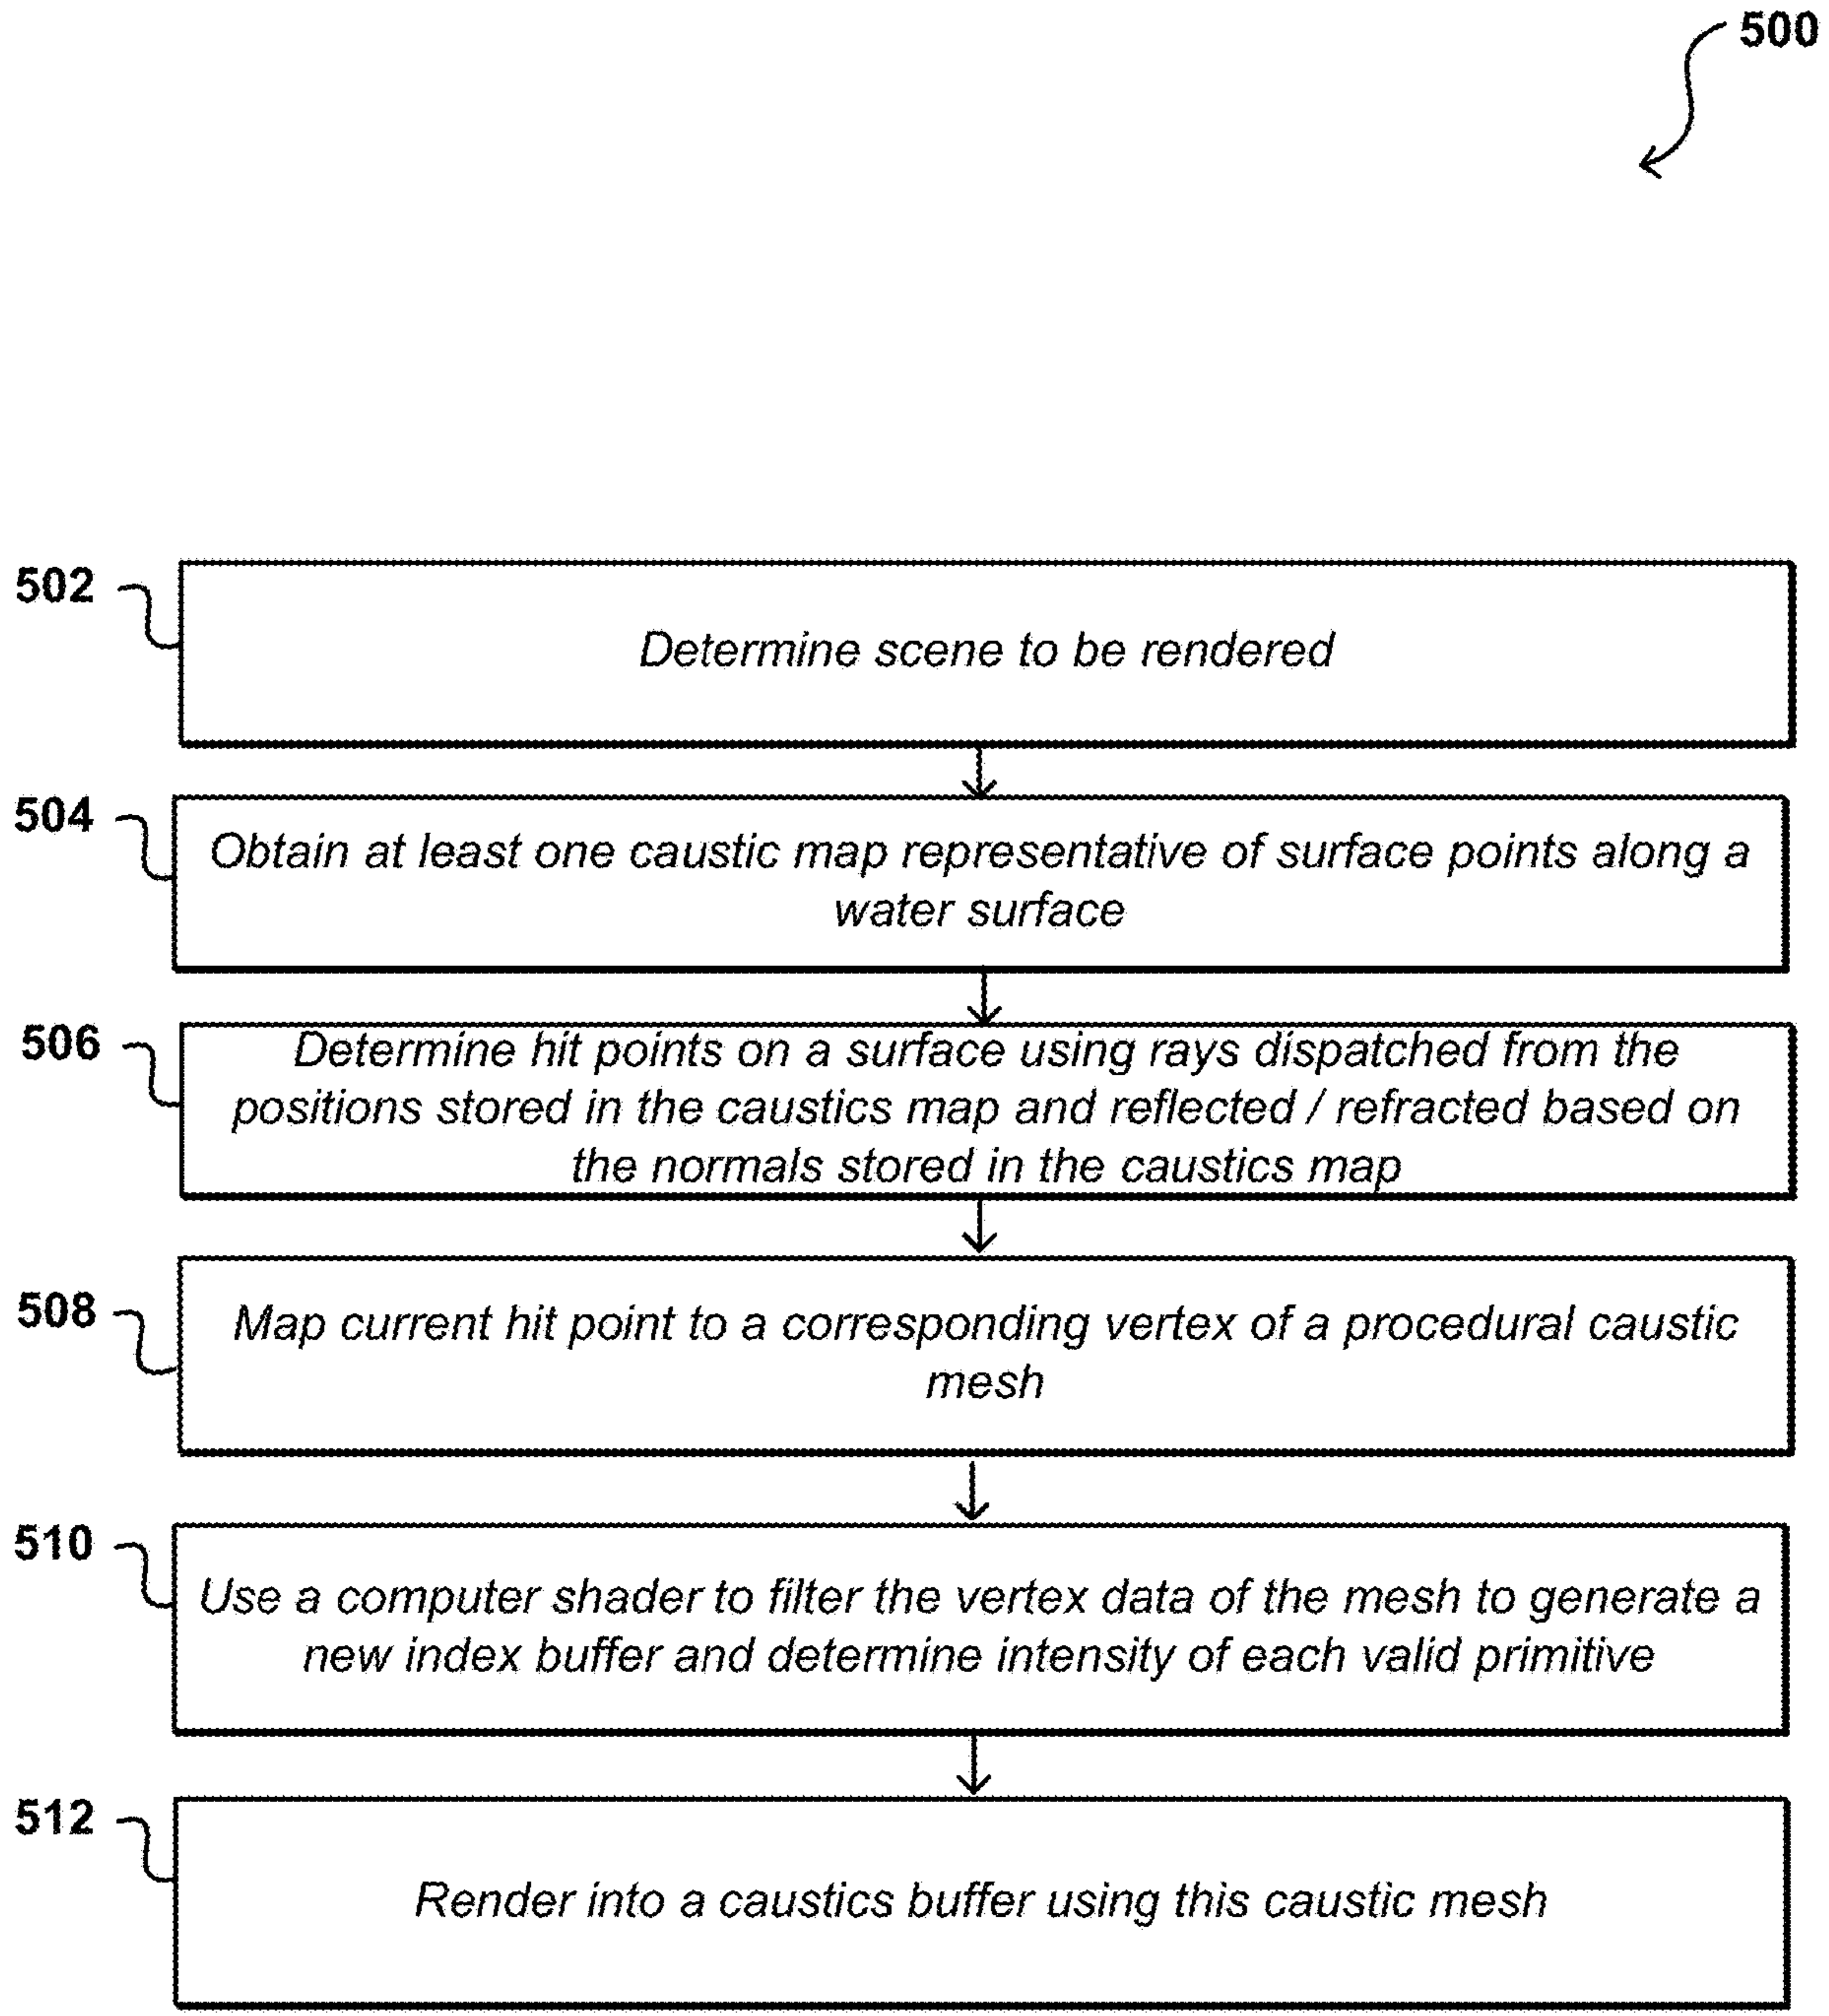 500
502
Determine scene to be rendered
504
Obtain at least one caustic map representative of surface points along a
water surface
506
Determine hit points on a surface using rays dispatched from the
positions stored in the caustics map and reflected / refracted based on
the normals stored in the caustics map
508
Map current hit point to a corresponding vertex of a procedural caustic
mesh
510
Use a computer shader to filter the vertex data of the mesh to generate a
new index buffer and determine intensity of each valid primitive
512
Render into a caustics buffer using this caustic mesh